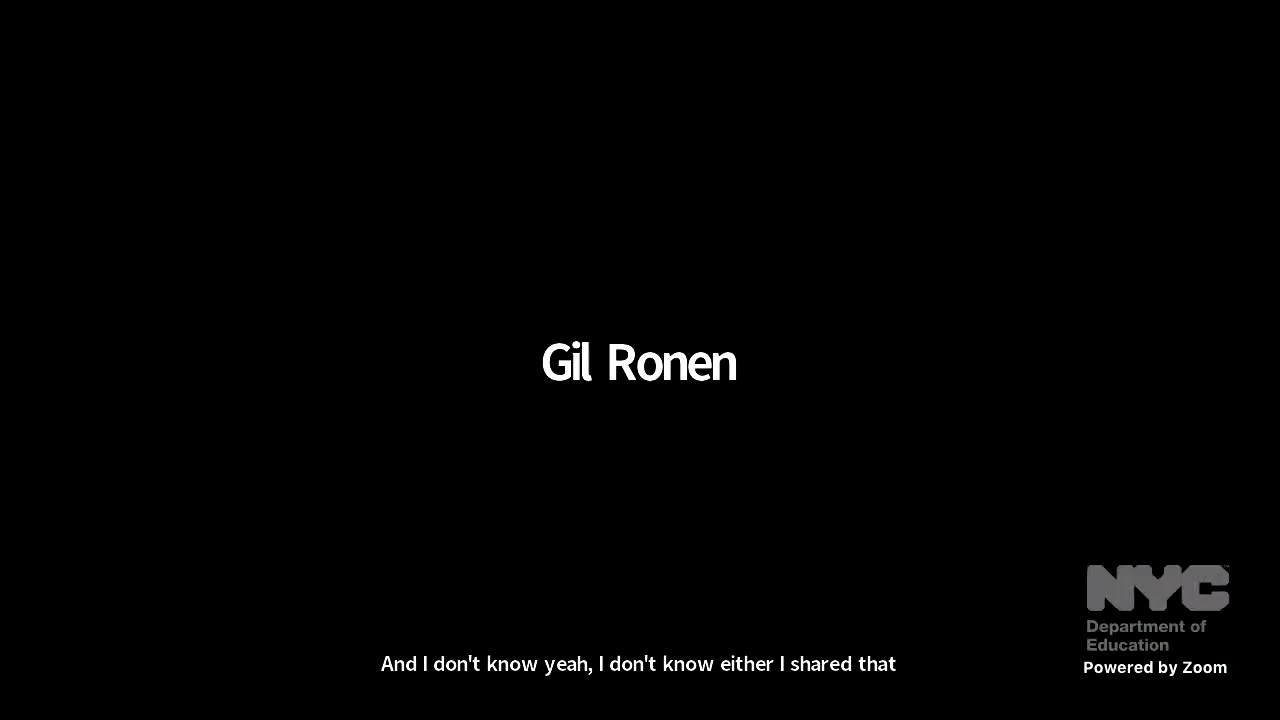 Gil Ronen
NYC
Department of
Education
And I don't know yeah, I don't know either I shared that
Powered by Zoom